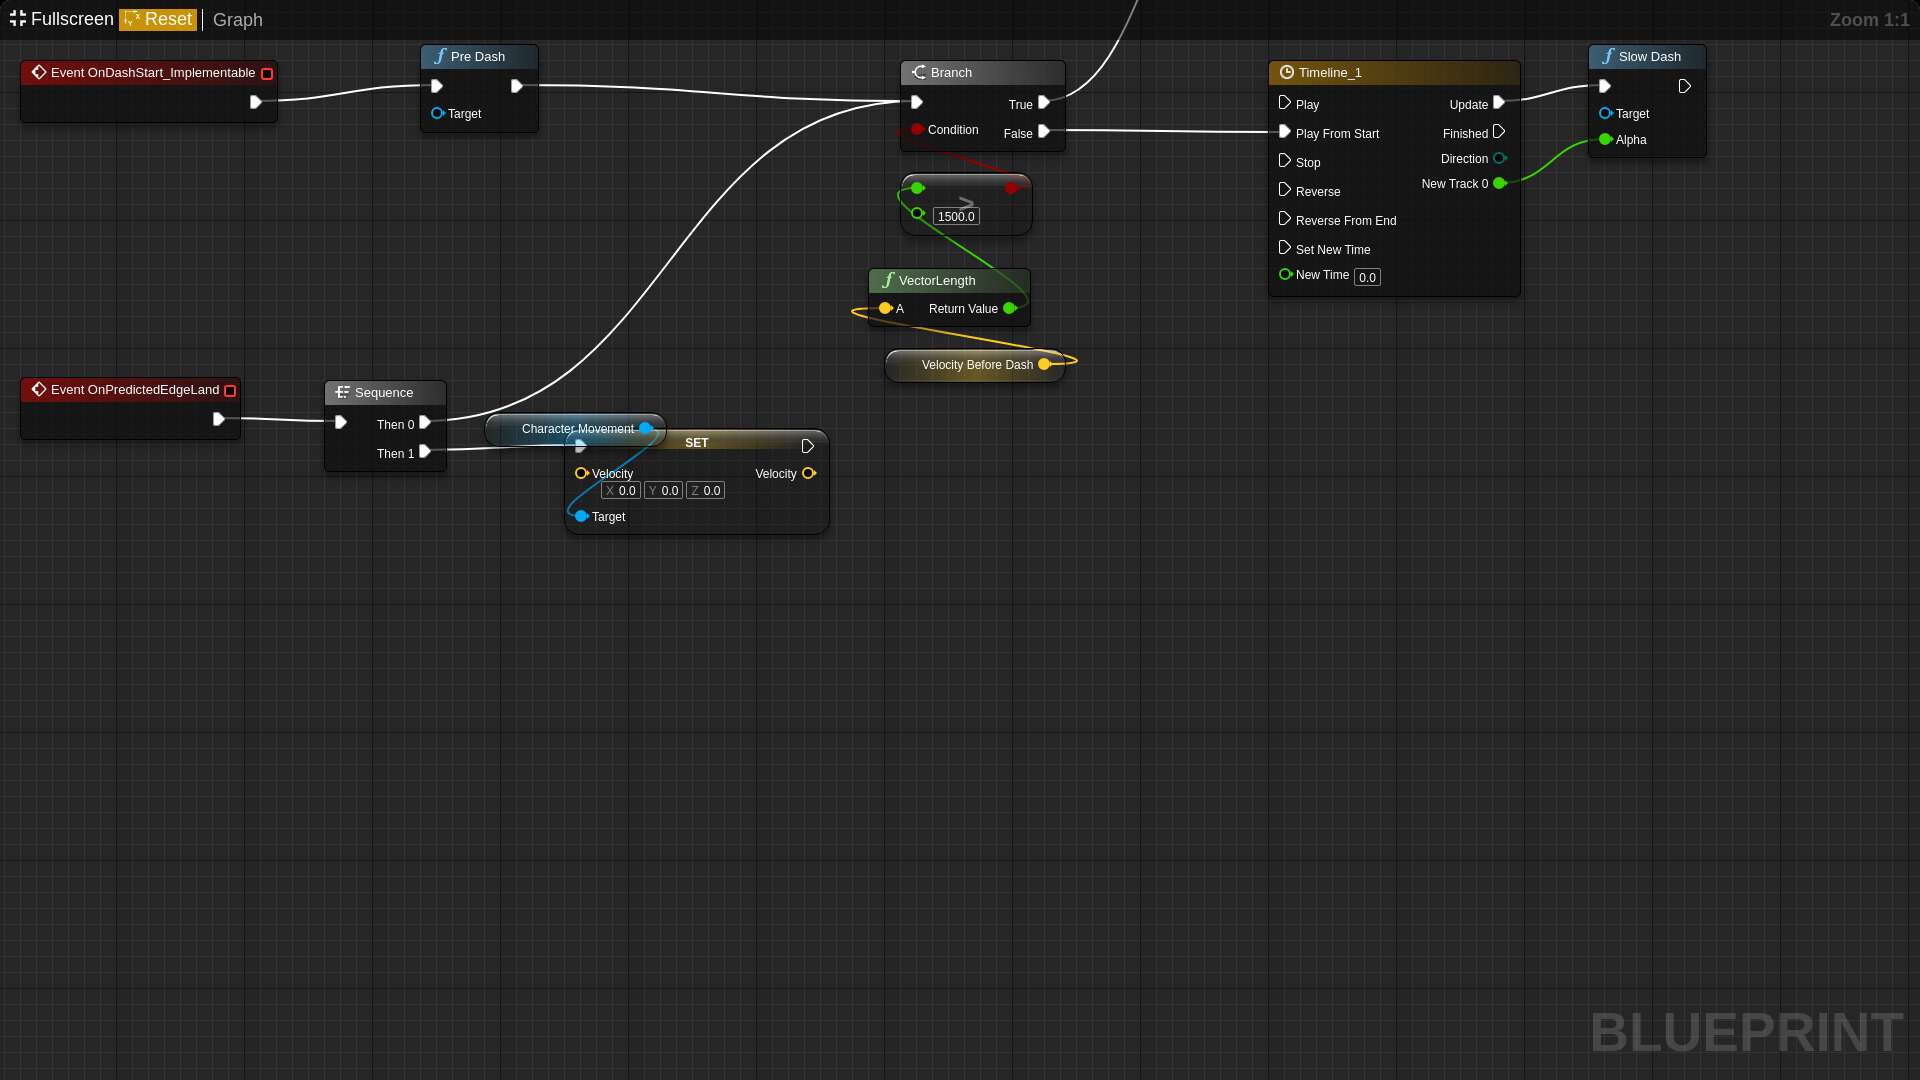 Fullscreen Reset Graph Zoom 1:1
Event OnDashStart_Implementable
Pre Dash
Target
Branch
True
Condition False
>
1500.0
VectorLength
A Return Value
Velocity Before Dash
Timeline_1
Play Update
Play From Start Finished
Stop Direction
Reverse New Track 0
Reverse From End
Set New Time
New Time 0.0
Slow Dash
Target
Alpha
Event OnPredictedEdgeLand
Sequence
Then 0
Then 1
Character Movement
SET
Velocity Velocity
X 0.0 Y 0.0 Z 0.0
Target
BLUEPRINT